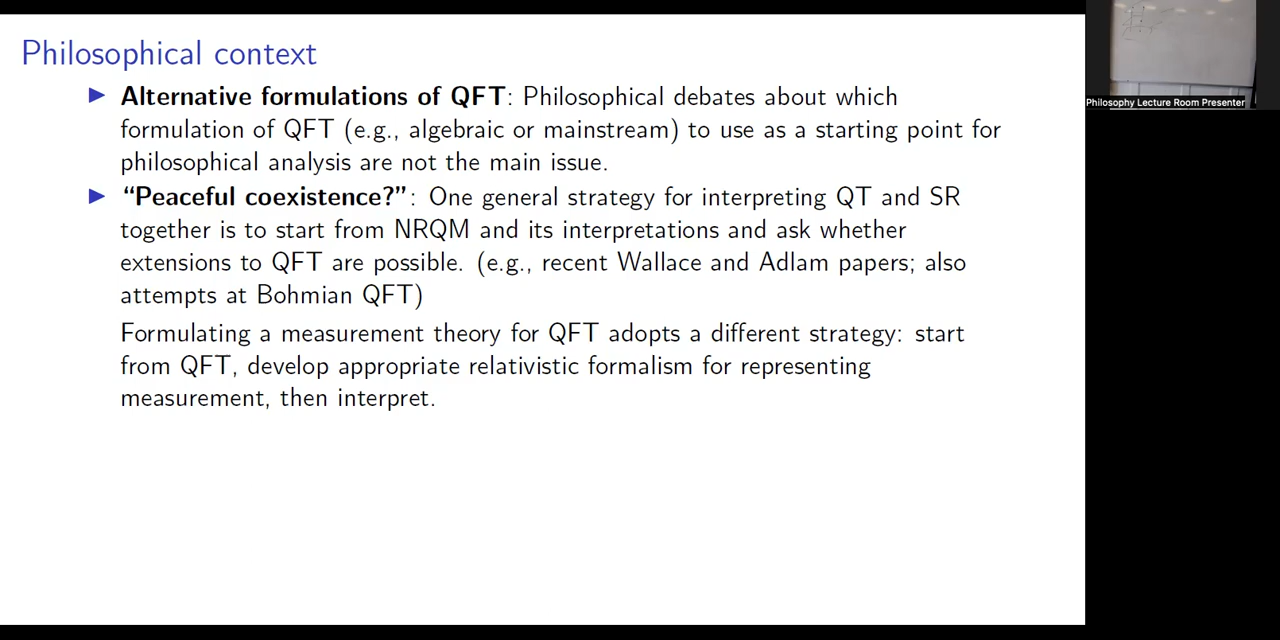 Philosophical context
▶ Alternative formulations of QFT: Philosophical debates about which
formulation of QFT (e.g., algebraic or mainstream) to use as a starting point for
philosophical analysis are not the main issue.
▶ “Peaceful coexistence?”: One general strategy for interpreting QT and SR
together is to start from NRQM and its interpretations and ask whether
extensions to QFT are possible. (e.g., recent Wallace and Adlam papers; also
attempts at Bohmian QFT)
Formulating a measurement theory for QFT adopts a different strategy: start
from QFT, develop appropriate relativistic formalism for representing
measurement, then interpret.
Philosophy Lecture Room Presenter